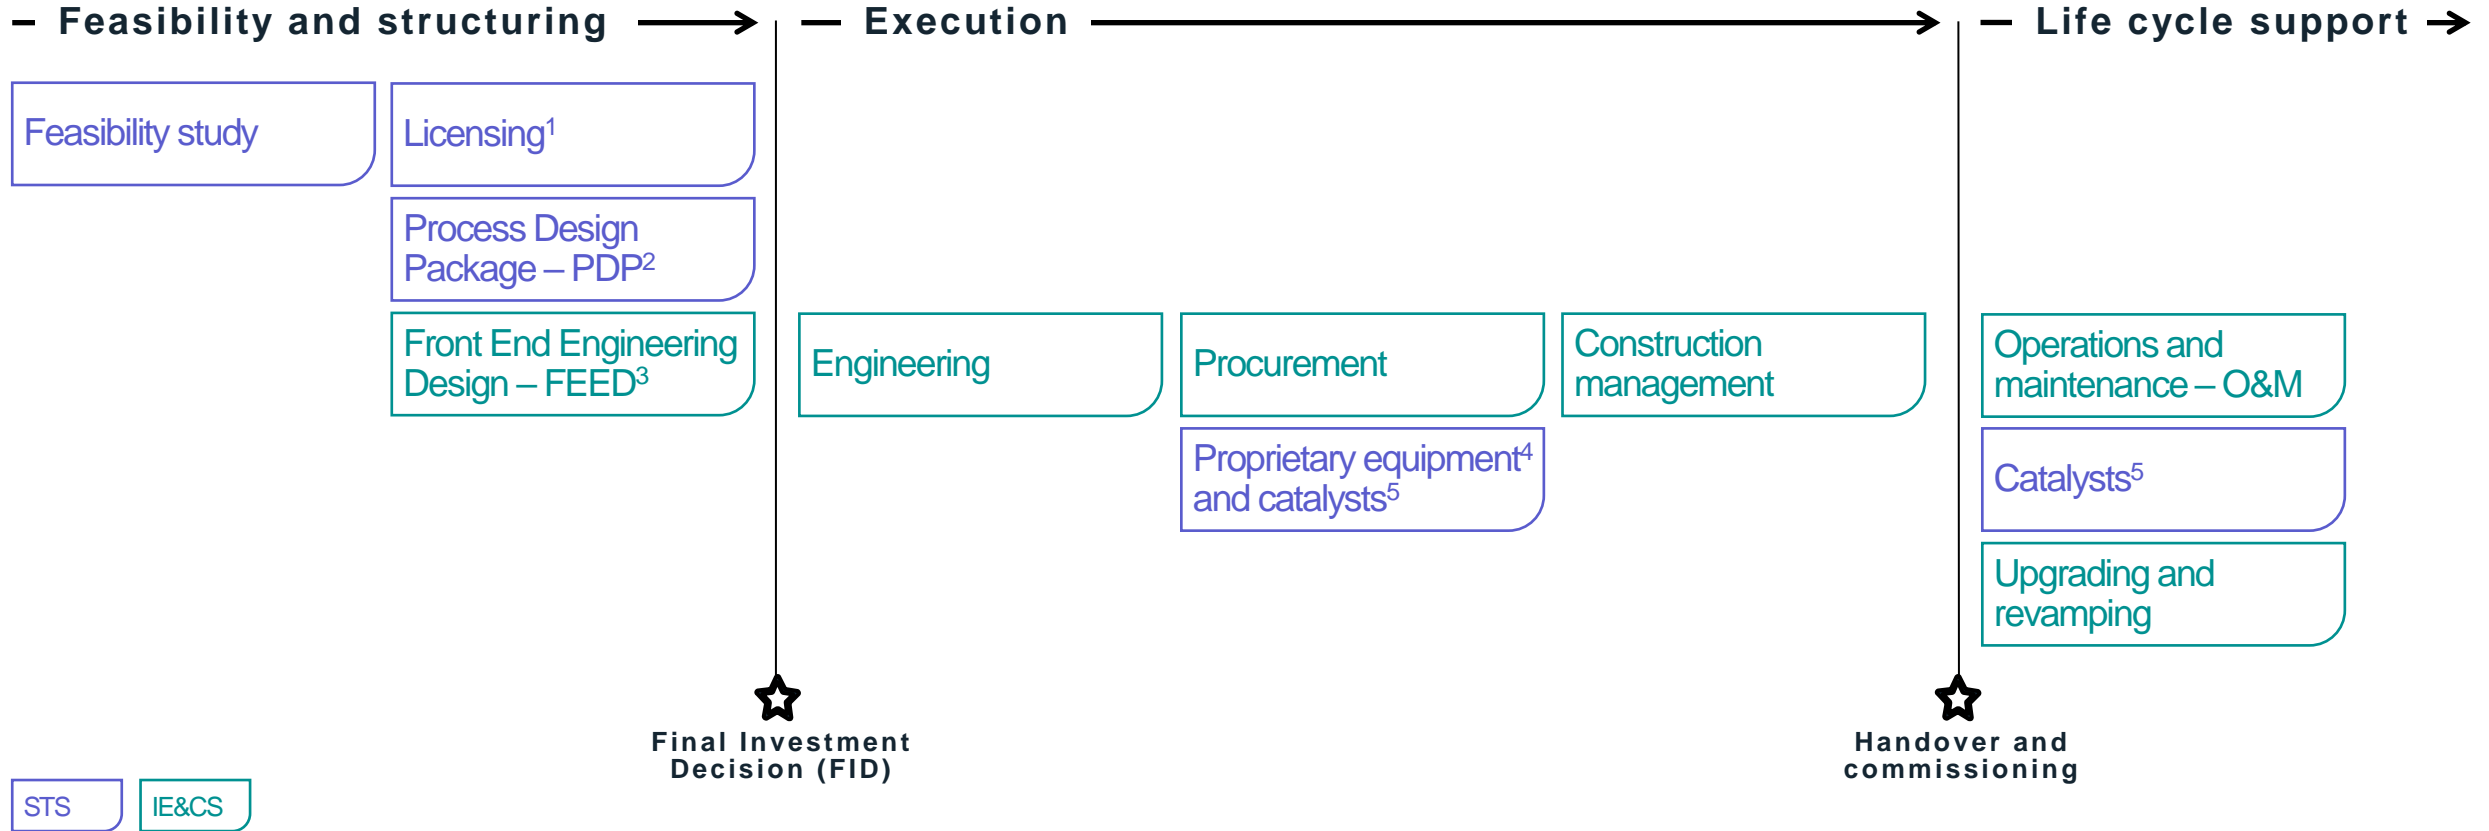 Feasibility and structuring
Execution
Life cycle support
Feasibility study
Licensing¹
Process Design
Package – PDP²
Front End Engineering
Design – FEED³
Engineering
Procurement
Construction
management
Proprietary equipment⁴
and catalysts⁵
Operations and
maintenance – O&M
Catalysts⁵
Upgrading and
revamping
Final Investment
Decision (FID)
Handover and
commissioning
STS
IE&CS